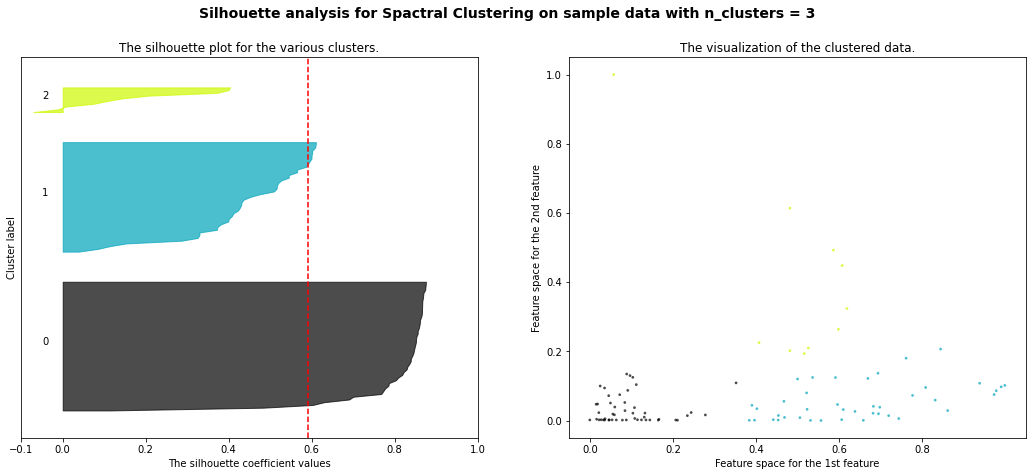 Silhouette analysis for Spactral Clustering on sample data with n_clusters = 3
The silhouette plot for the various clusters.
2
1
0
Cluster label
−0.1 0.0 0.2 0.4 0.6 0.8 1.0
The silhouette coefficient values
The visualization of the clustered data.
1.0
0.8
0.6
0.4
0.2
0.0
Feature space for the 2nd feature
0.0 0.2 0.4 0.6 0.8
Feature space for the 1st feature